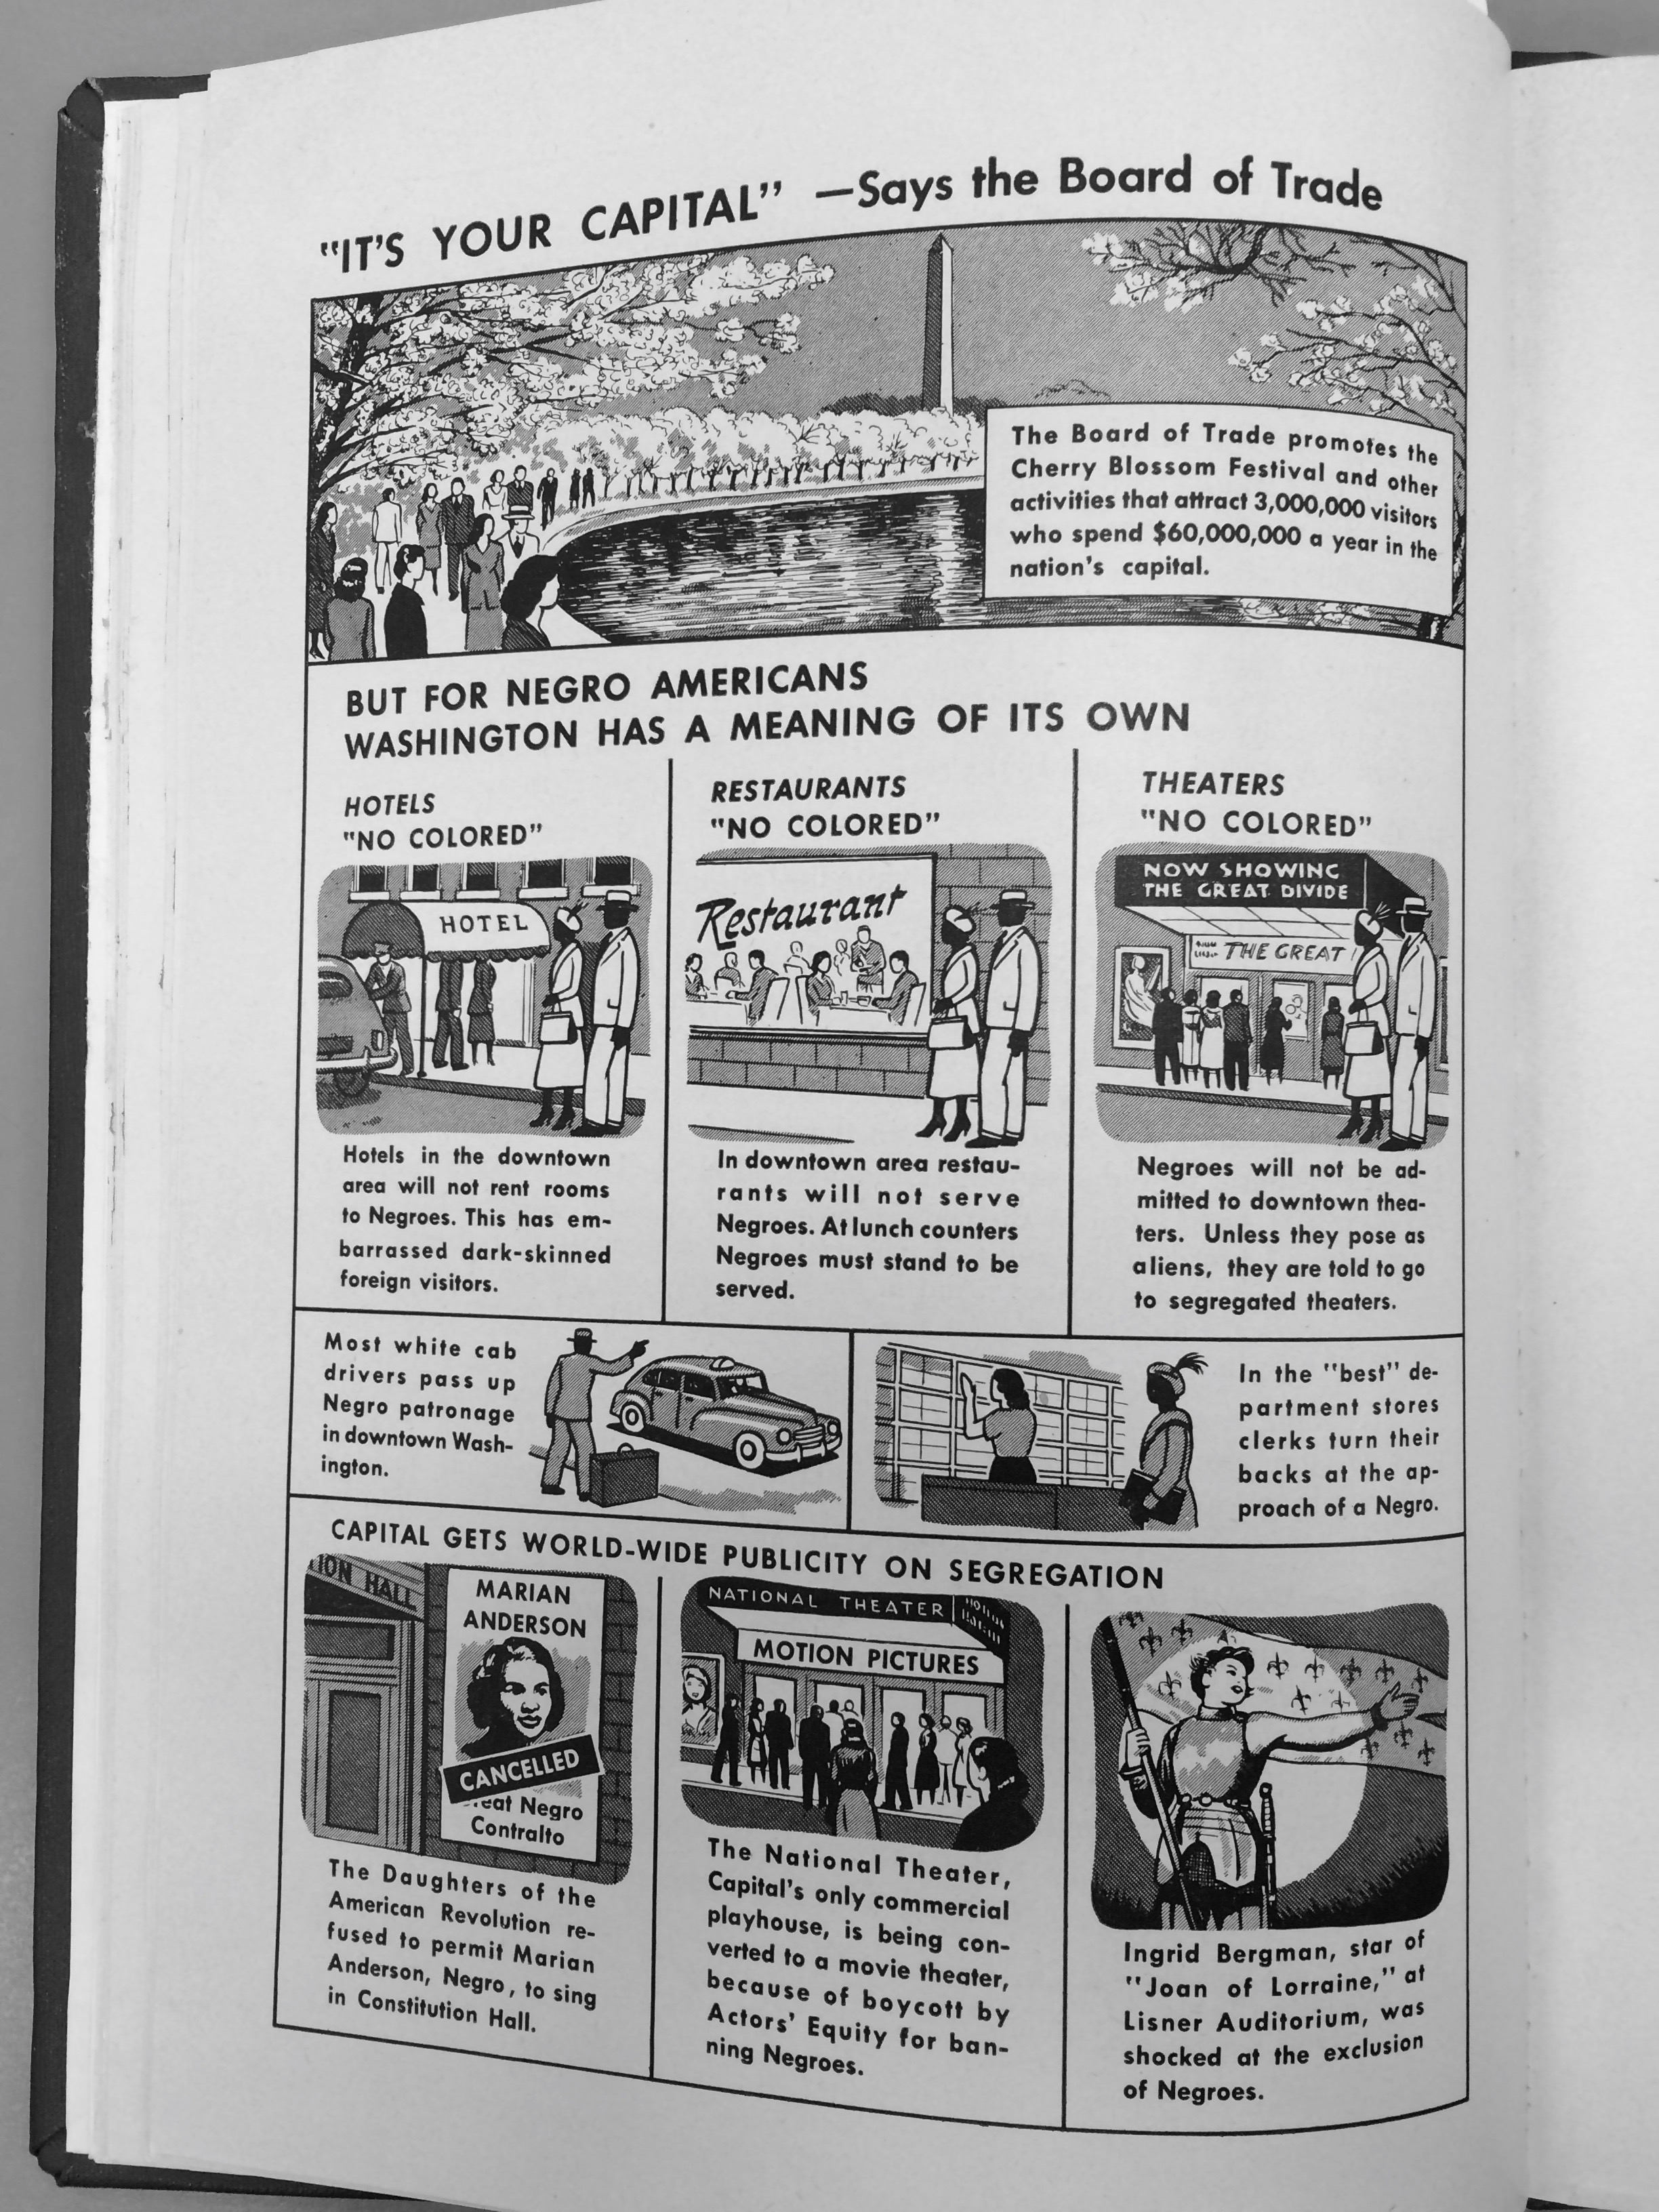 "IT'S YOUR CAPITAL" —Says the Board of Trade
The Board of Trade promotes the
Cherry Blossom Festival and other
activities that attract 3,000,000 visitors
who spend $60,000,000 a year in the
nation's capital.
BUT FOR NEGRO AMERICANS
WASHINGTON HAS A MEANING OF ITS OWN
HOTELS
"NO COLORED"
HOTEL
Hotels in the downtown
area will not rent rooms
to Negroes. This has em-
barrassed dark-skinned
foreign visitors.
RESTAURANTS
"NO COLORED"
Restaurant
In downtown area restau-
rants will not serve
Negroes. At lunch counters
Negroes must stand to be
served.
THEATERS
"NO COLORED"
NOW SHOWING
THE GREAT DIVIDE
THE GREAT
Negroes will not be ad-
mitted to downtown thea-
ters. Unless they pose as
aliens, they are told to go
to segregated theaters.
Most white cab
drivers pass up
Negro patronage
in downtown Wash-
ington.
In the "best" de-
partment stores
clerks turn their
backs at the ap-
proach of a Negro.
CAPITAL GETS WORLD-WIDE PUBLICITY ON SEGREGATION
ION HALL
MARIAN
ANDERSON
CANCELLED
eat Negro
Contralto
The Daughters of the
American Revolution re-
fused to permit Marian
Anderson, Negro, to sing
in Constitution Hall.
NATIONAL THEATER
MOTION PICTURES
The National Theater,
Capital's only commercial
playhouse, is being con-
verted to a movie theater,
because of boycott by
Actors' Equity for ban-
ning Negroes.
Ingrid Bergman, star of
"Joan of Lorraine," at
Lisner Auditorium, was
shocked at the exclusion
of Negroes.